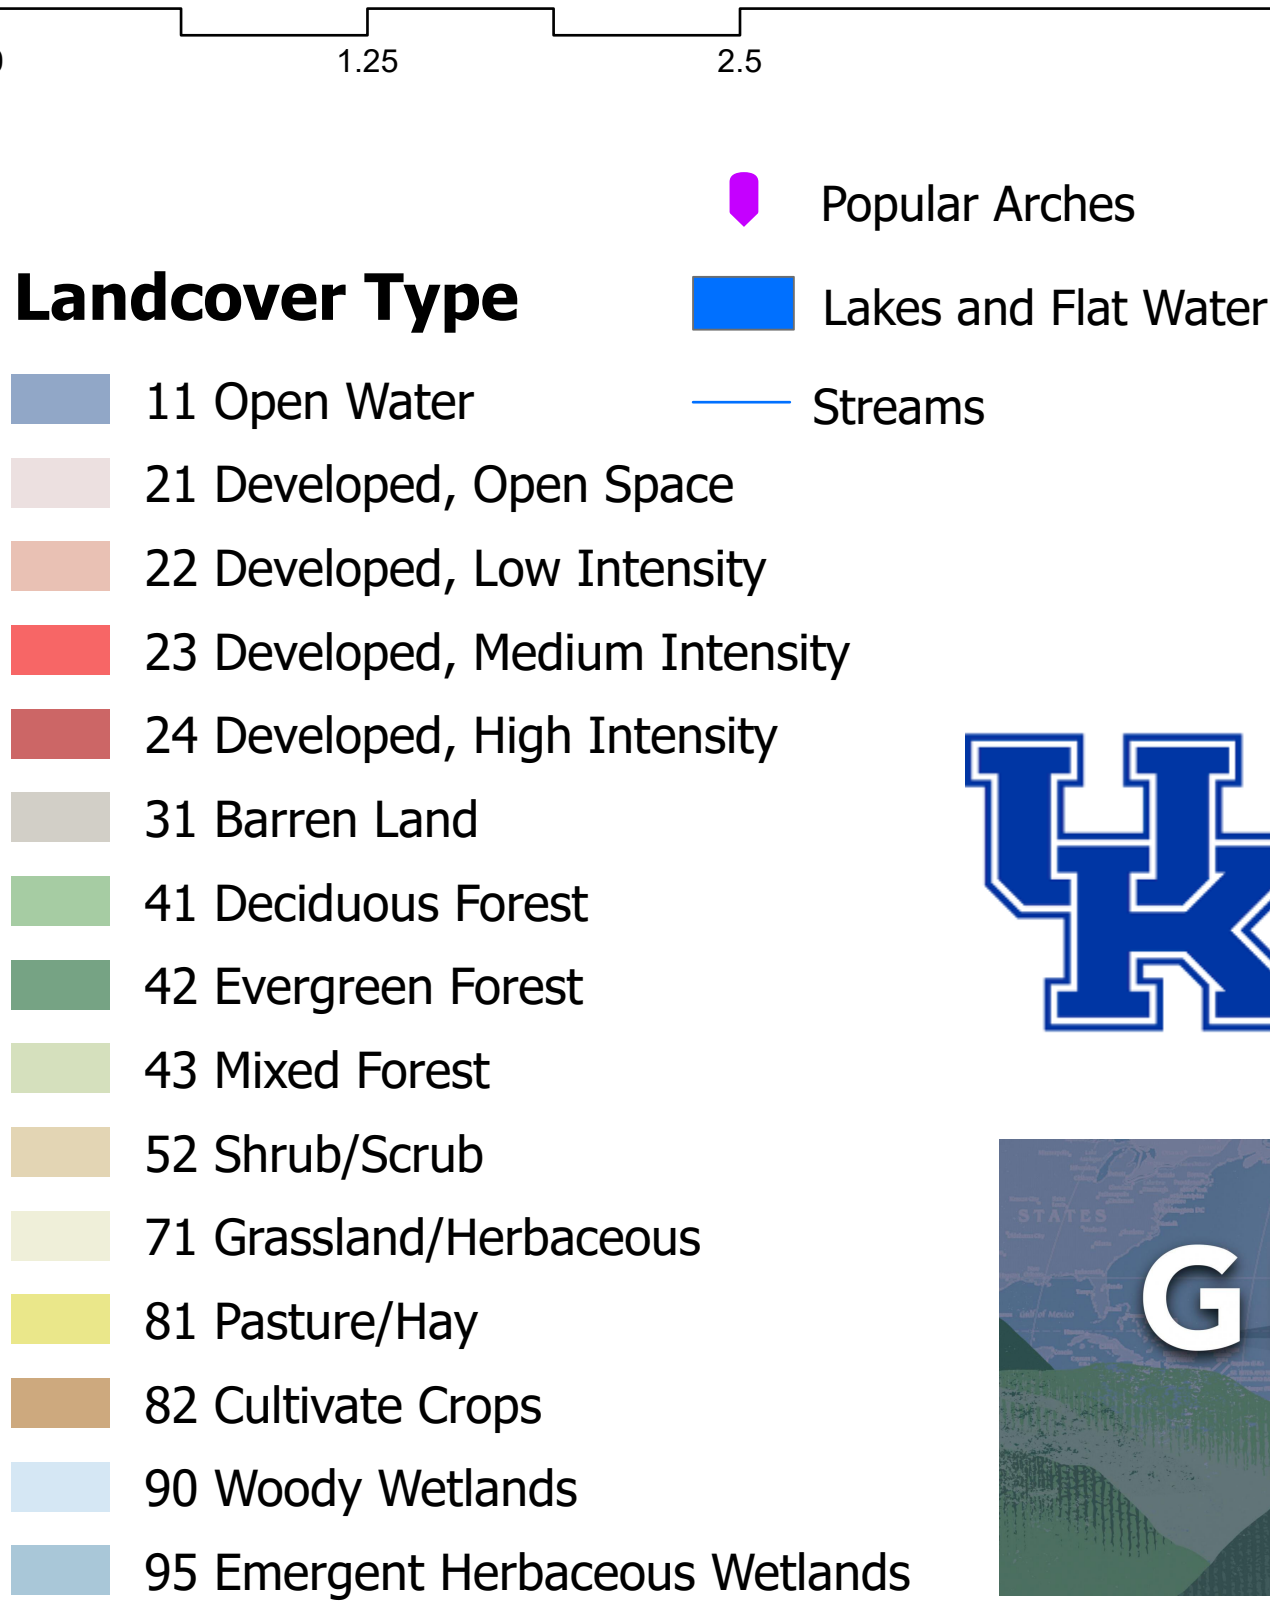 1.25 2.5
Popular Arches
Landcover Type
Lakes and Flat Water
11 Open Water
Streams
21 Developed, Open Space
22 Developed, Low Intensity
23 Developed, Medium Intensity
24 Developed, High Intensity
31 Barren Land
41 Deciduous Forest
42 Evergreen Forest
43 Mixed Forest
52 Shrub/Scrub
71 Grassland/Herbaceous
81 Pasture/Hay
82 Cultivate Crops
90 Woody Wetlands
95 Emergent Herbaceous Wetlands
UK
STATES
G